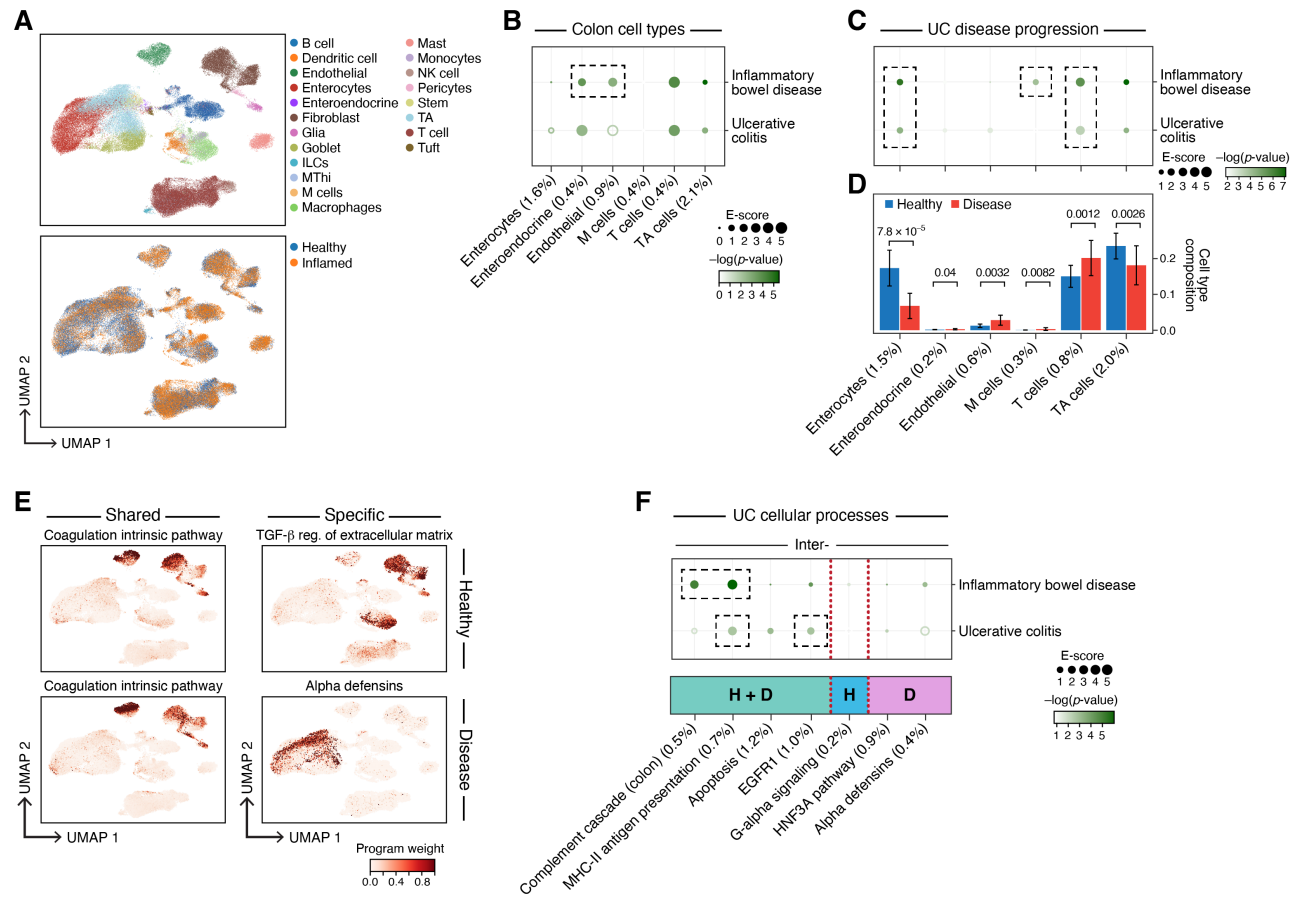 A
B cell
Dendritic cell
Endothelial
Enterocytes
Enteroendocrine
Fibroblast
Glia
Goblet
ILCs
MThi
M cells
Macrophages
Mast
Monocytes
NK cell
Pericytes
Stem
TA
T cell
Tuft
Healthy
Inflamed
UMAP 2
UMAP 1
B
Colon cell types
Inflammatory
bowel disease
Ulcerative
colitis
Enterocytes (1.6%)
Enteroendocrine (0.4%)
Endothelial (0.9%)
M cells (0.4%)
T cells (0.4%)
TA cells (2.1%)
E-score
0 1 2 3 4 5
–log(p-value)
0 1 2 3 4 5
C
UC disease progression
Inflammatory
bowel disease
Ulcerative
colitis
E-score
1 2 3 4 5
–log(p-value)
2 3 4 5 6 7
D
Healthy
Disease
7.8 × 10⁻⁵
0.04
0.0032
0.0082
0.0012
0.0026
0.2
0.1
0.0
Cell type
composition
Enterocytes (1.5%)
Enteroendocrine (0.2%)
Endothelial (0.6%)
M cells (0.3%)
T cells (0.8%)
TA cells (2.0%)
E
Shared
Specific
Coagulation intrinsic pathway
TGF-β reg. of extracellular matrix
Healthy
Coagulation intrinsic pathway
Alpha defensins
Disease
UMAP 2
UMAP 1
UMAP 2
UMAP 1
Program weight
0.0 0.4 0.8
F
UC cellular processes
Inter-
Inflammatory bowel disease
Ulcerative colitis
H + D
H
D
Complement cascade (colon) (0.5%)
MHC-II antigen presentation (0.7%)
Apoptosis (1.2%)
EGFR1 (1.0%)
G-alpha signaling (0.2%)
HNF3A pathway (0.9%)
Alpha defensins (0.4%)
E-score
1 2 3 4 5
–log(p-value)
1 2 3 4 5